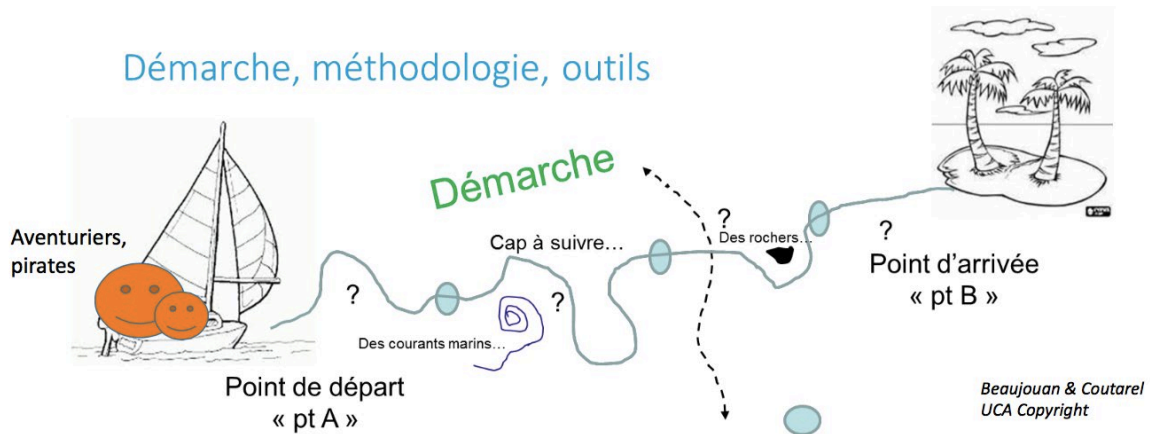 Démarche, méthodologie, outils
Démarche
Aventuriers,
pirates
Cap à suivre…
?
Des rochers…
?
?
?
Des courants marins…
Point d’arrivée
« pt B »
Point de départ
« pt A »
Beaujouan & Coutarel
UCA Copyright